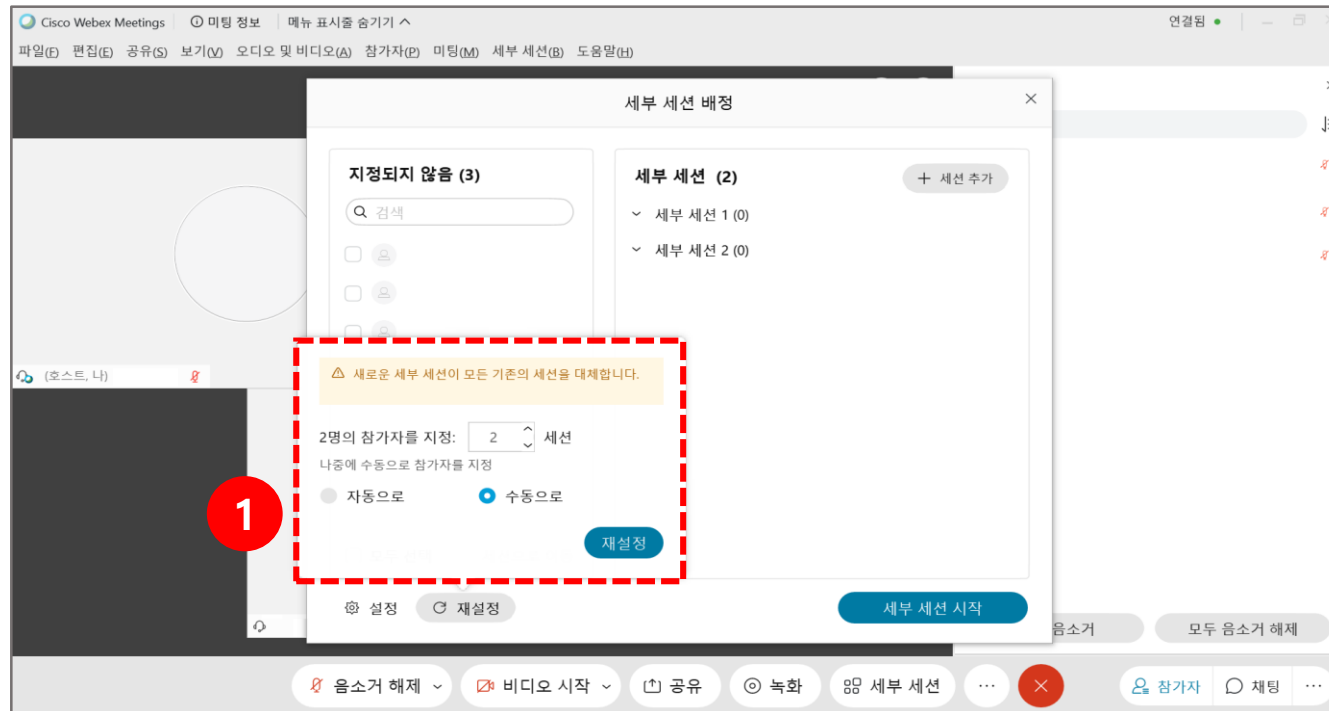 Cisco Webex Meetings 미팅 정보 메뉴 표시줄 숨기기 연결됨
파일(F) 편집(E) 공유(S) 보기(V) 오디오 및 비디오(A) 참가자(P) 미팅(M) 세부 세션(B) 도움말(H)
세부 세션 배정
지정되지 않음 (3)
검색
세부 세션 (2)
+ 세션 추가
세부 세션 1 (0)
세부 세션 2 (0)
(호스트, 나)
새로운 세부 세션이 모든 기존의 세션을 대체합니다.
2명의 참가자를 지정: 2 세션
나중에 수동으로 참가자를 지정
자동으로 수동으로
1
재설정
설정 재설정 세부 세션 시작
음소거 모두 음소거 해제
음소거 해제 비디오 시작 공유 녹화 세부 세션 ... 참가자 채팅 ...